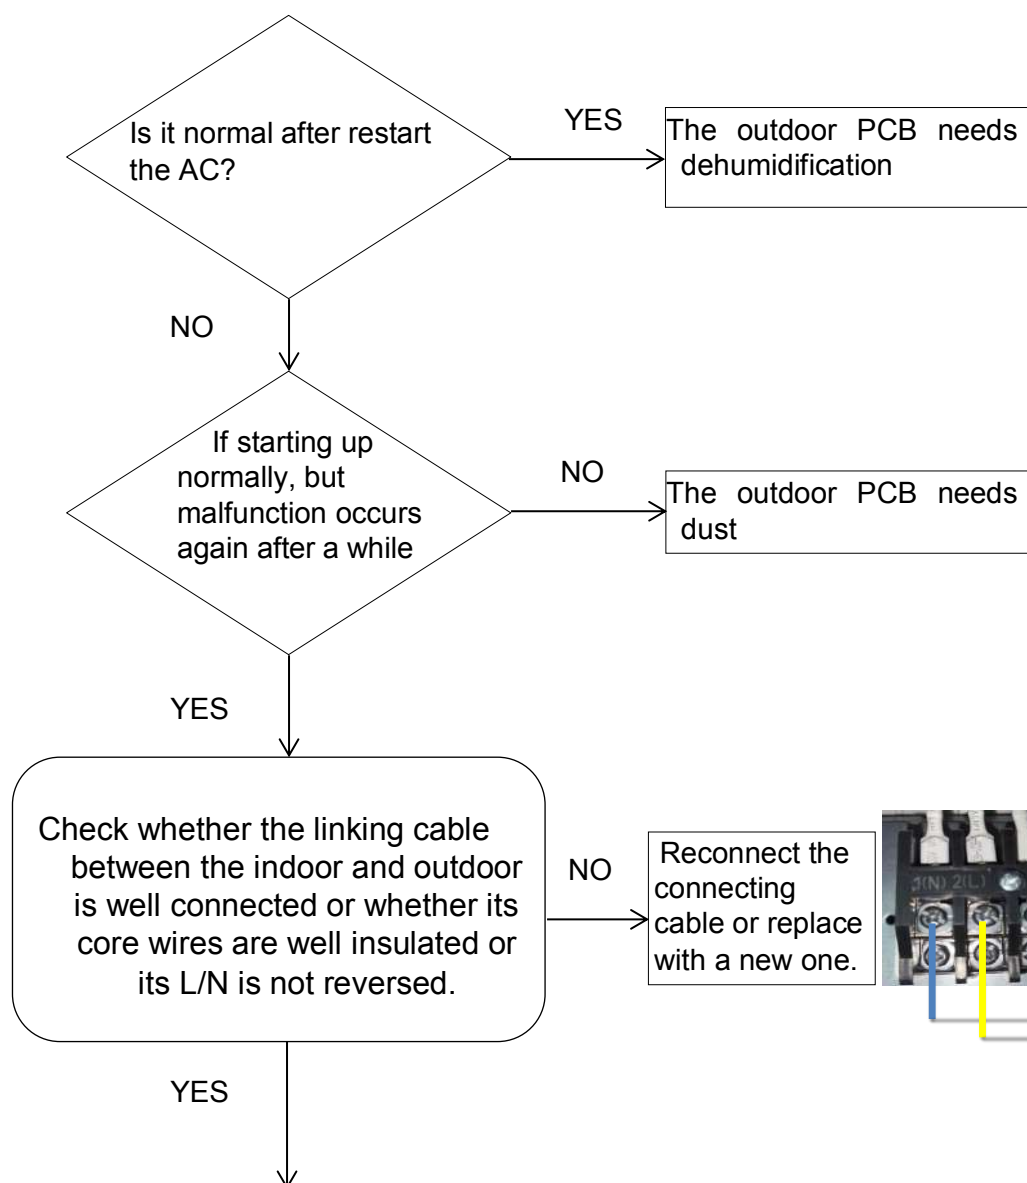 Is it normal after restart
the AC?
YES
The outdoor PCB needs
dehumidification
NO
If starting up
normally, but
malfunction occurs
again after a while
NO
The outdoor PCB needs
dust
YES
Check whether the linking cable
between the indoor and outdoor
is well connected or whether its
core wires are well insulated or
its L/N is not reversed.
NO
Reconnect the
connecting
cable or replace
with a new one.
1(N) 2(L)
YES